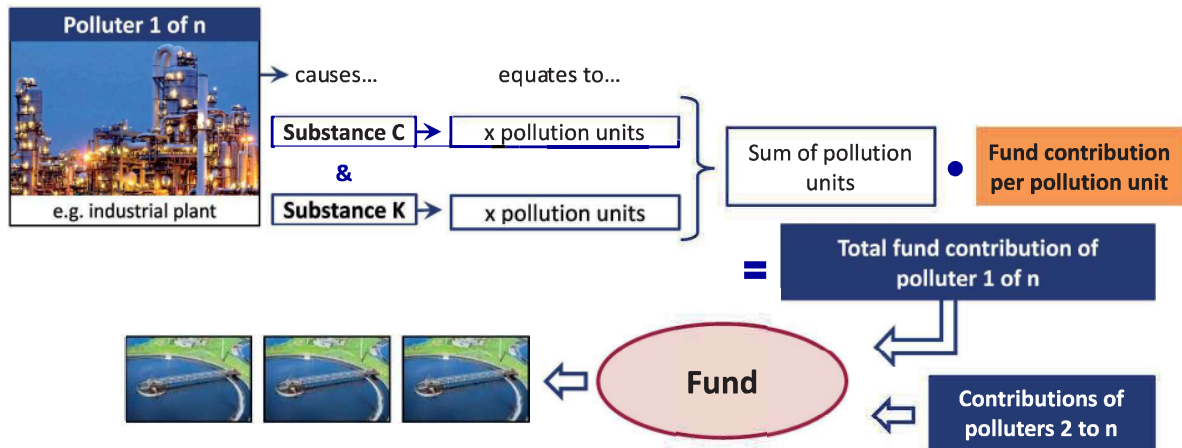 Polluter 1 of n
causes...
equates to...
Substance C
x pollution units
&
Substance K
x pollution units
e.g. industrial plant
Sum of pollution
units
•
Fund contribution
per pollution unit
=
Total fund contribution of
polluter 1 of n
Fund
Contributions of
polluters 2 to n